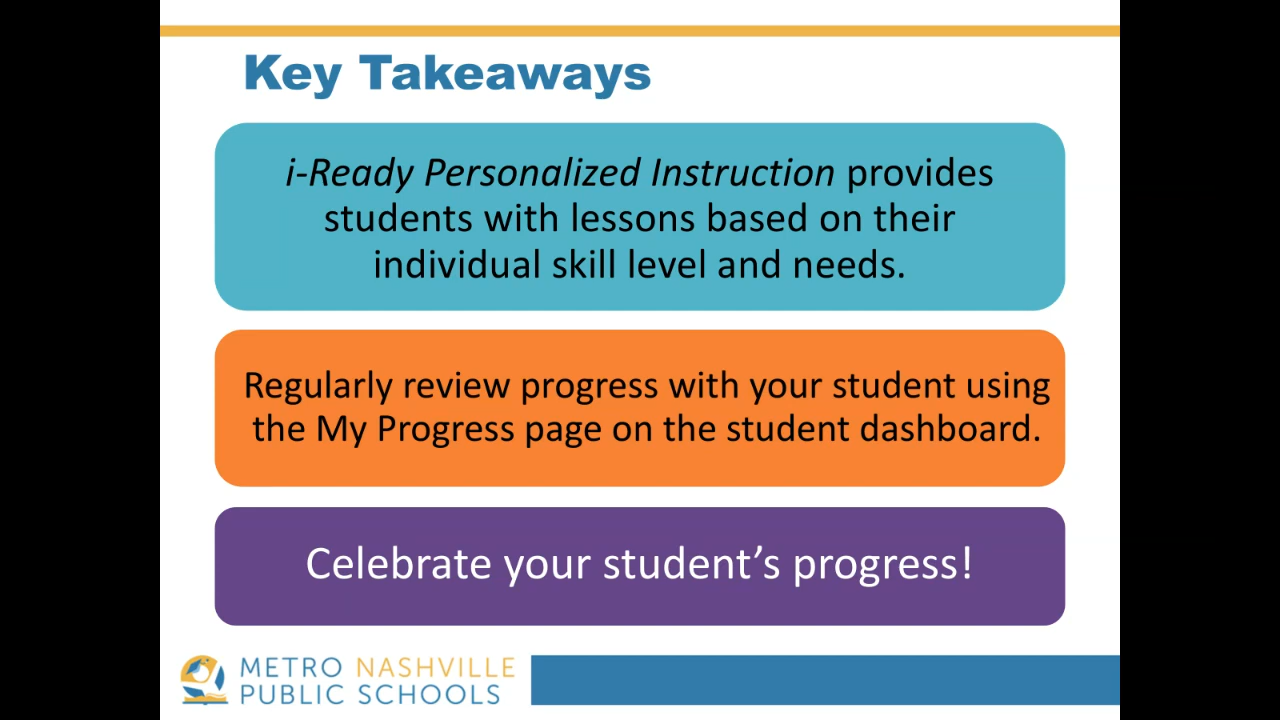 Key Takeaways
i-Ready Personalized Instruction provides
students with lessons based on their
individual skill level and needs.
Regularly review progress with your student using
the My Progress page on the student dashboard.
Celebrate your student’s progress!
METRO NASHVILLE
PUBLIC SCHOOLS